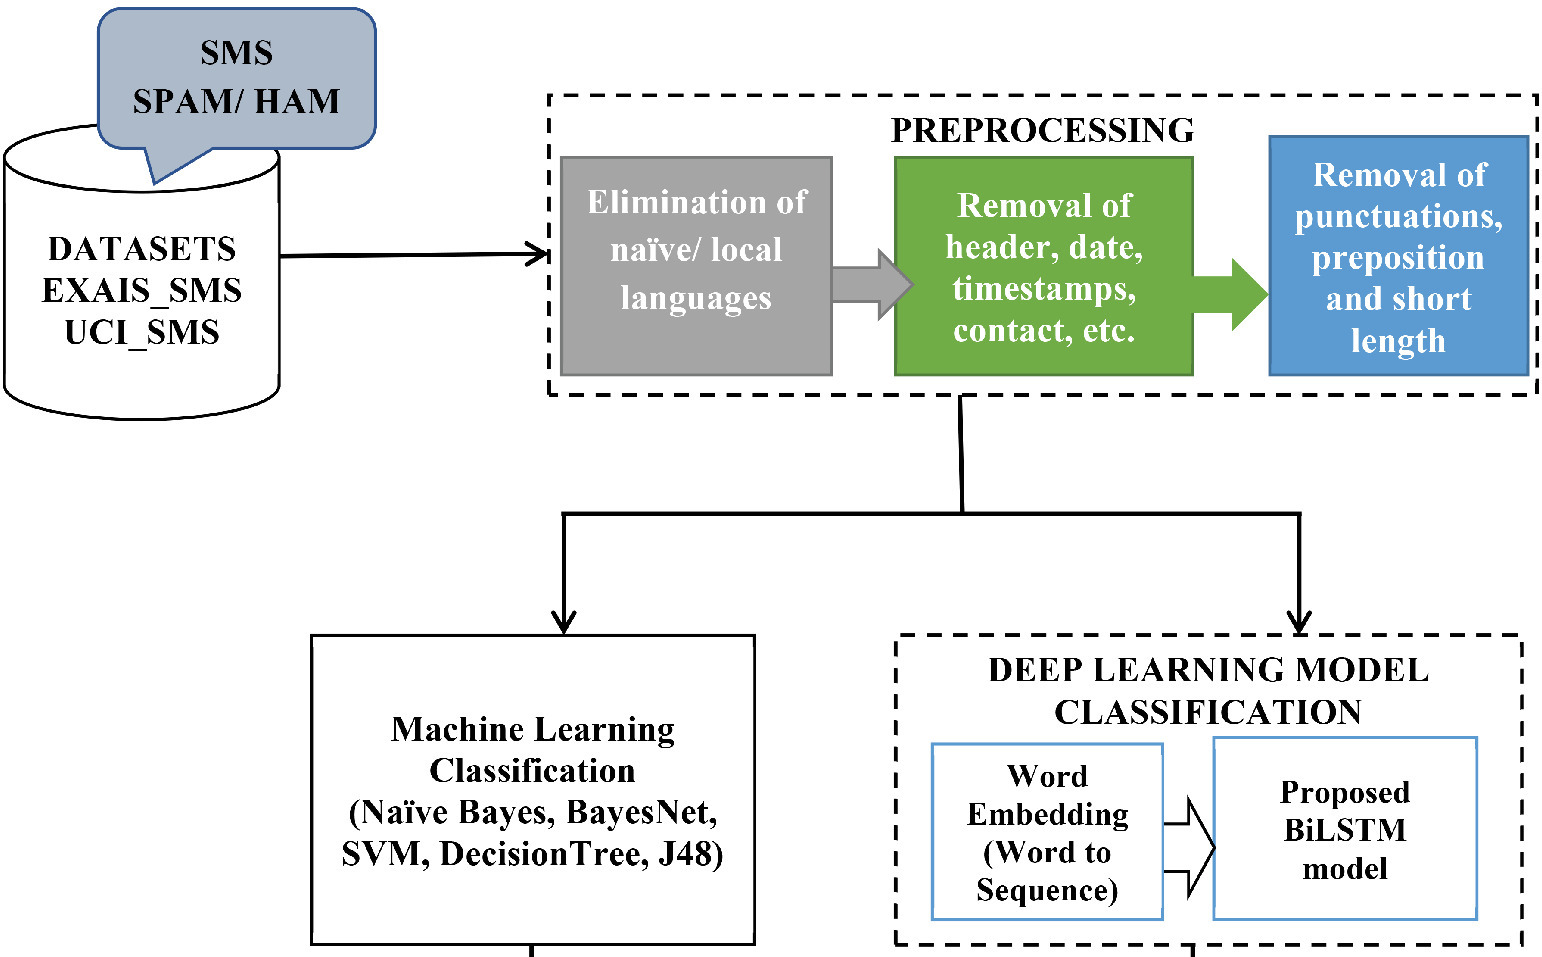 SMS
SPAM/ HAM
DATASETS
EXAIS_SMS
UCI_SMS
PREPROCESSING
Elimination of
naïve/ local
languages
Removal of
header, date,
timestamps,
contact, etc.
Removal of
punctuations,
preposition
and short
length
Machine Learning
Classification
(Naïve Bayes, BayesNet,
SVM, DecisionTree, J48)
DEEP LEARNING MODEL
CLASSIFICATION
Word
Embedding
(Word to
Sequence)
Proposed
BiLSTM
model